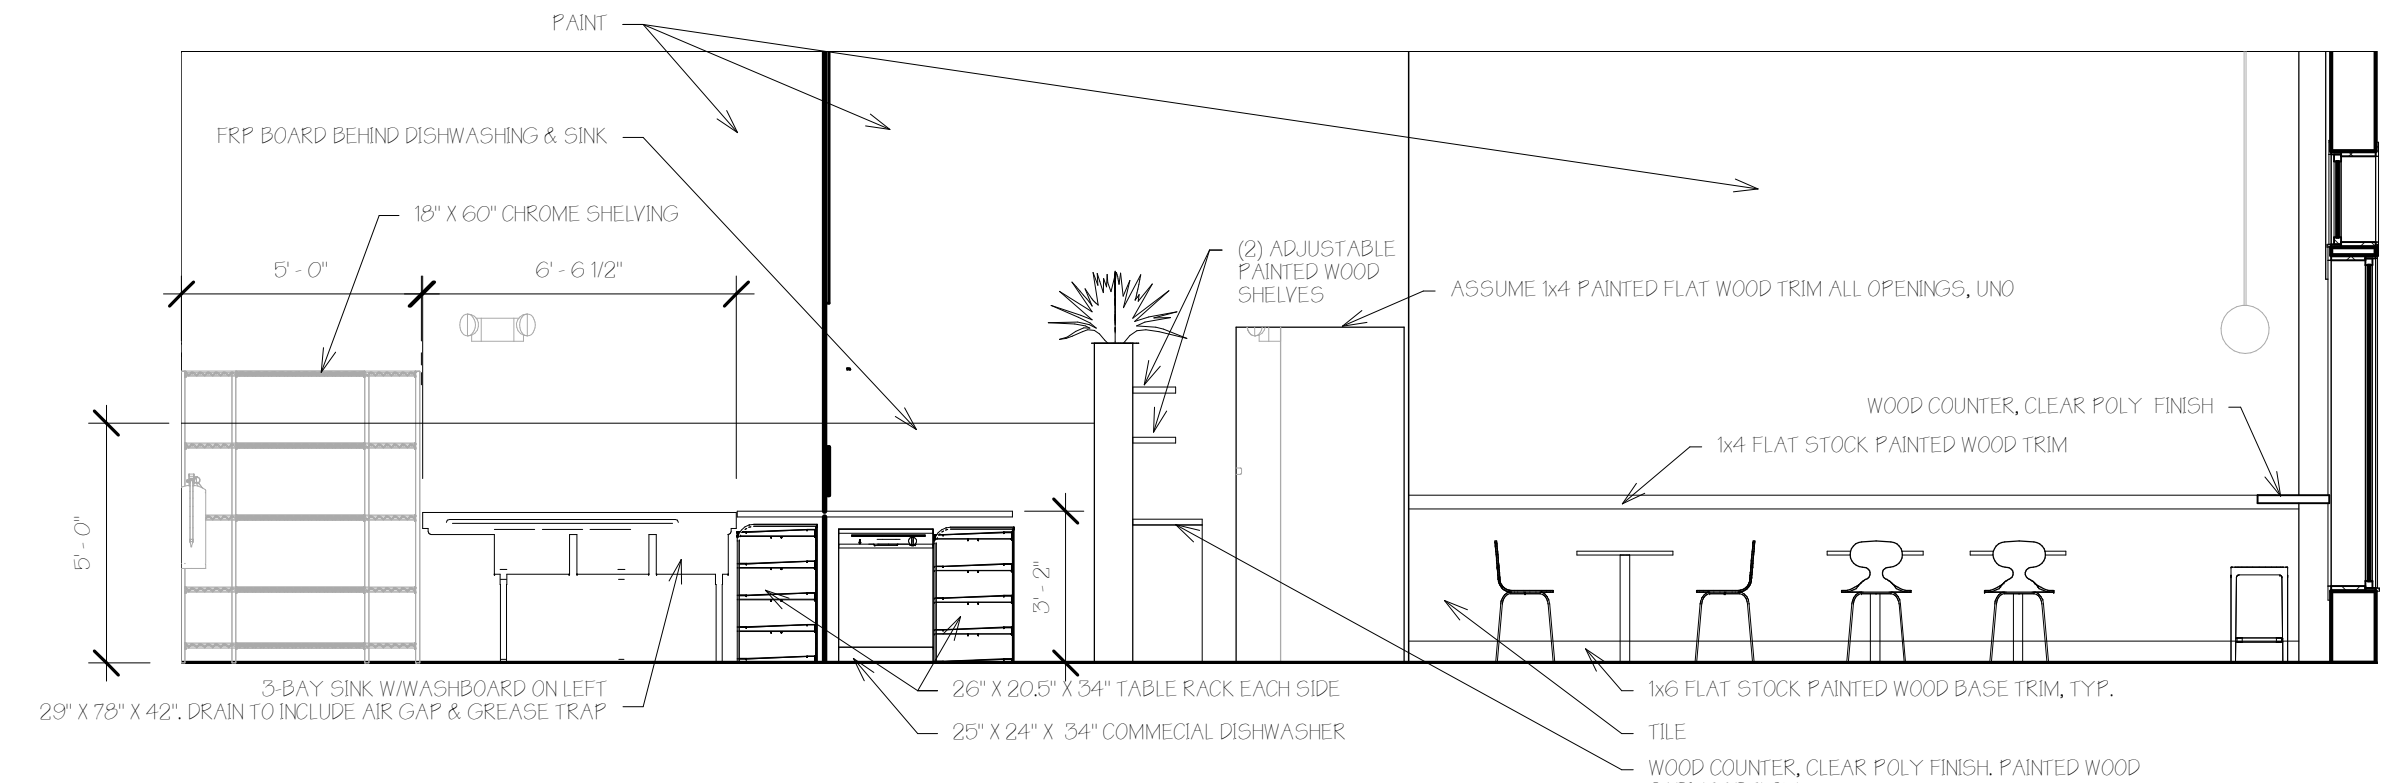 PAINT
FRP BOARD BEHIND DISHWASHING & SINK
18" X 60" CHROME SHELVING
5' - 0"
6' - 6 1/2"
(2) ADJUSTABLE
PAINTED WOOD
SHELVES
ASSUME 1x4 PAINTED FLAT WOOD TRIM ALL OPENINGS, UNO
WOOD COUNTER, CLEAR POLY FINISH
1x4 FLAT STOCK PAINTED WOOD TRIM
5' - 0"
3' - 2"
3-BAY SINK W/WASHBOARD ON LEFT
29" X 78" X 42". DRAIN TO INCLUDE AIR GAP & GREASE TRAP
26" X 20.5" X 34" TABLE RACK EACH SIDE
25" X 24" X 34" COMMECIAL DISHWASHER
1x6 FLAT STOCK PAINTED WOOD BASE TRIM, TYP.
TILE
WOOD COUNTER, CLEAR POLY FINISH. PAINTED WOOD